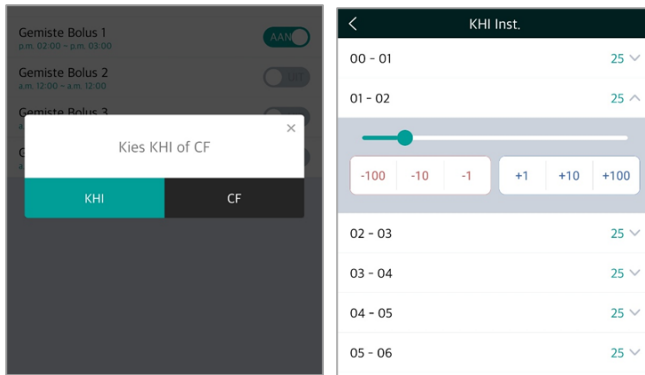 Gemiste Bolus 1
p.m. 02:00 ~ p.m. 03:00
AAN
Gemiste Bolus 2
a.m. 12:00 ~ a.m. 12:00
UIT
Gemiste Bolus 3
Kies KHI of CF
KHI
CF
KHI Inst.
00 - 01
25
01 - 02
25
-100
-10
-1
+1
+10
+100
02 - 03
25
03 - 04
25
04 - 05
25
05 - 06
25